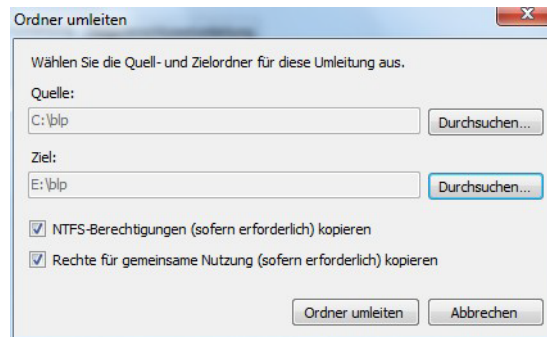 Ordner umleiten
Wählen Sie die Quell- und Zielordner für diese Umleitung aus.
Quelle:
C:\blp
Durchsuchen...
Ziel:
E:\blp
Durchsuchen...
NTFS-Berechtigungen (sofern erforderlich) kopieren
Rechte für gemeinsame Nutzung (sofern erforderlich) kopieren
Ordner umleiten
Abbrechen